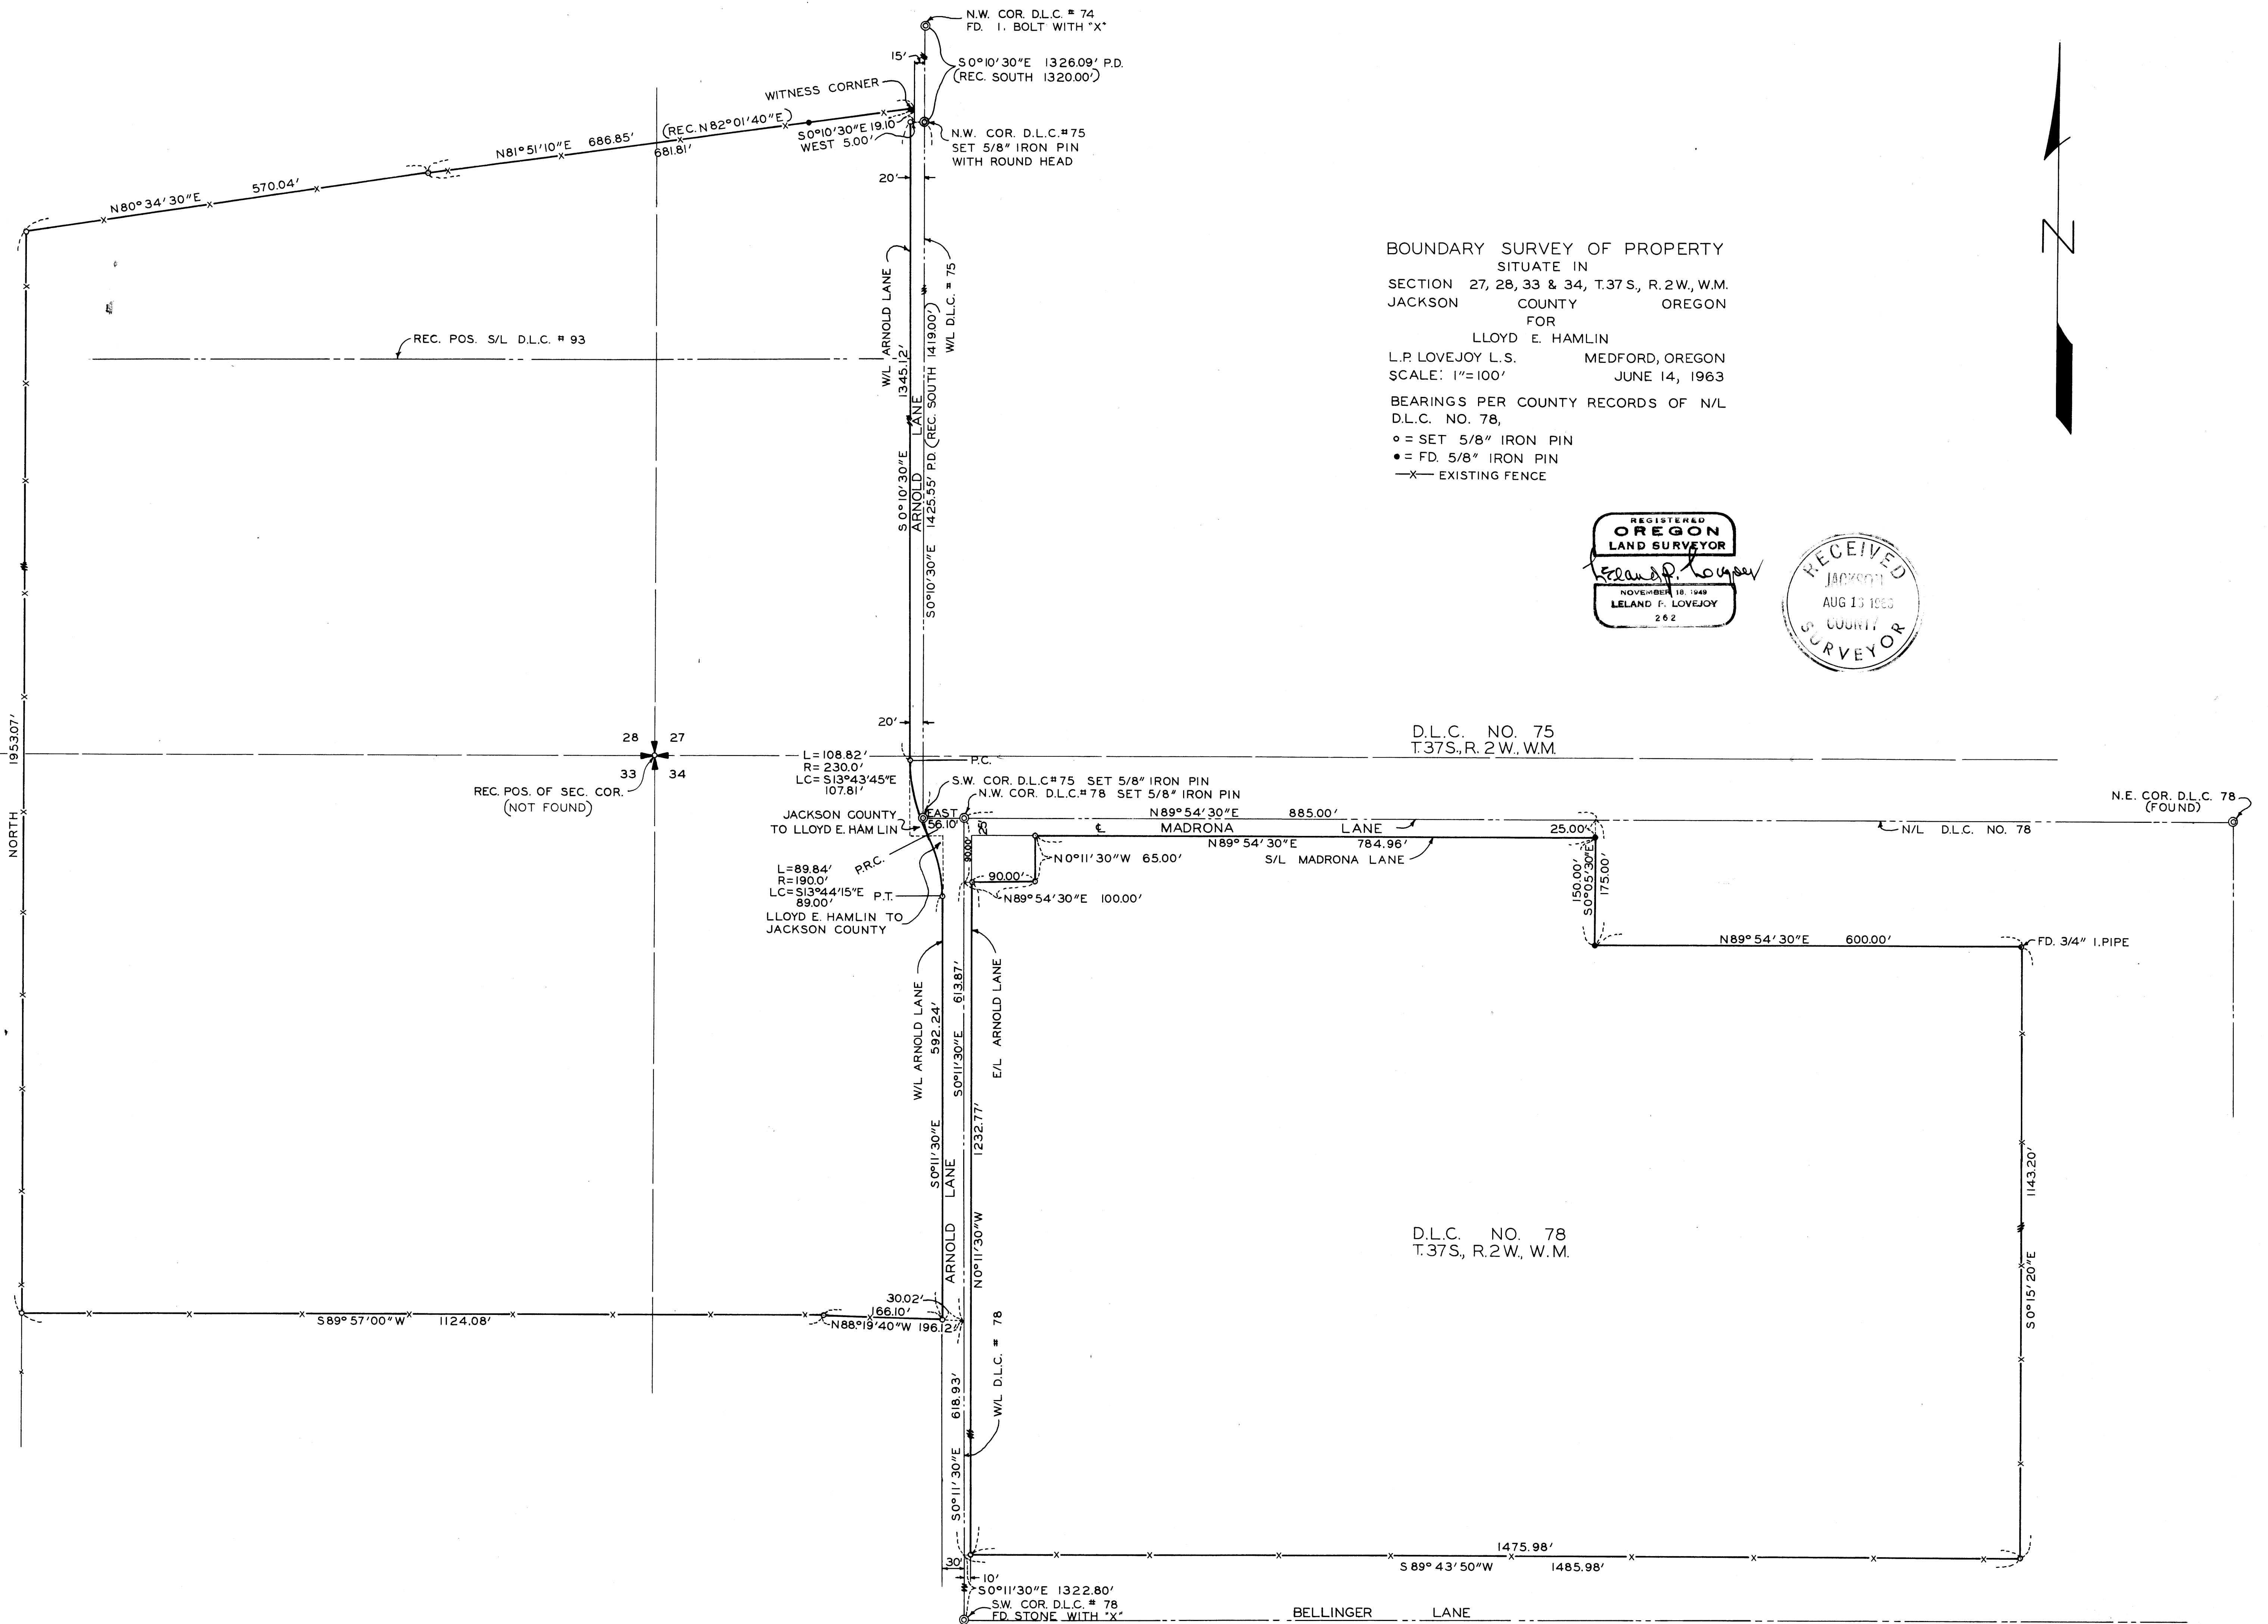 N.W. COR. D.L.C. # 74
FD. I. BOLT WITH "X"
15'
S 0°10'30"E 1326.09' P.D.
(REC. SOUTH 1320.00')
WITNESS CORNER
(REC. N 82°01'40"E)
N81°51'10"E 686.85'
681.81'
S0°10'30"E 19.10'
WEST 5.00'
N.W. COR. D.L.C.#75
SET 5/8" IRON PIN
WITH ROUND HEAD
N80°34'30"E 570.04'
20'
W/L ARNOLD LANE
W/L D.L.C. # 75
REC. POS. S/L D.L.C. # 93
S 0°10'30"E 1345.12'
ARNOLD LANE
S0°10'30"E 1425.55' P.D. (REC. SOUTH 1419.00')
BOUNDARY SURVEY OF PROPERTY
SITUATE IN
SECTION 27, 28, 33 & 34, T.37 S., R. 2 W., W.M.
JACKSON COUNTY OREGON
FOR
LLOYD E. HAMLIN
L.P. LOVEJOY L.S. MEDFORD, OREGON
SCALE: 1"=100' JUNE 14, 1963
BEARINGS PER COUNTY RECORDS OF N/L
D.L.C. NO. 78,
o = SET 5/8" IRON PIN
● = FD. 5/8" IRON PIN
—X— EXISTING FENCE
N
REGISTERED
OREGON
LAND SURVEYOR
Leland P. Lovejoy
NOVEMBER 18, 1949
LELAND P. LOVEJOY
262
RECEIVED
JACKSON
AUG 13
COUNTY
SURVEYOR
20'
NORTH 1953.07'
28 27
33 34
REC. POS. OF SEC. COR.
(NOT FOUND)
L=108.82'
R= 230.0'
LC= S13°43'45"E
107.81'
P.C.
D.L.C. NO. 75
T.37S., R. 2 W., W.M.
S.W. COR. D.L.C#75 SET 5/8" IRON PIN
N.W. COR. D.L.C.#78 SET 5/8" IRON PIN
N.E. COR. D.L.C. 78
(FOUND)
JACKSON COUNTY
TO LLOYD E. HAMLIN
EAST
56.10'
25'
N89°54'30"E 885.00'
℄ MADRONA LANE
25.00'
N/L D.L.C. NO. 78
N89°54'30"E 784.96'
S/L MADRONA LANE
P.R.C.
90.00'
N0°11'30"W 65.00'
90.00'
N89°54'30"E 100.00'
150.00'
S0°05'30"E
175.00'
L=89.84'
R=190.0'
LC=S13°44'15"E
89.00'
P.T.
LLOYD E. HAMLIN TO
JACKSON COUNTY
N89°54'30"E 600.00'
FD. 3/4" I.PIPE
W/L ARNOLD LANE
S0°11'30"E 592.24'
S0°11'30"E 613.87'
E/L ARNOLD LANE
ARNOLD LANE
N0°11'30"W 1232.77'
S0°15'20"E 1143.20'
D.L.C. NO. 78
T.37S., R.2W., W.M.
30.02'
166.10'
N88°19'40"W 196.12'
S89°57'00"W 1124.08'
W/L D.L.C. # 78
S0°11'30"E 618.93'
1475.98'
S89°43'50"W 1485.98'
30'
10'
S0°11'30"E 1322.80'
S.W. COR. D.L.C. # 78
FD. STONE WITH "X"
BELLINGER LANE